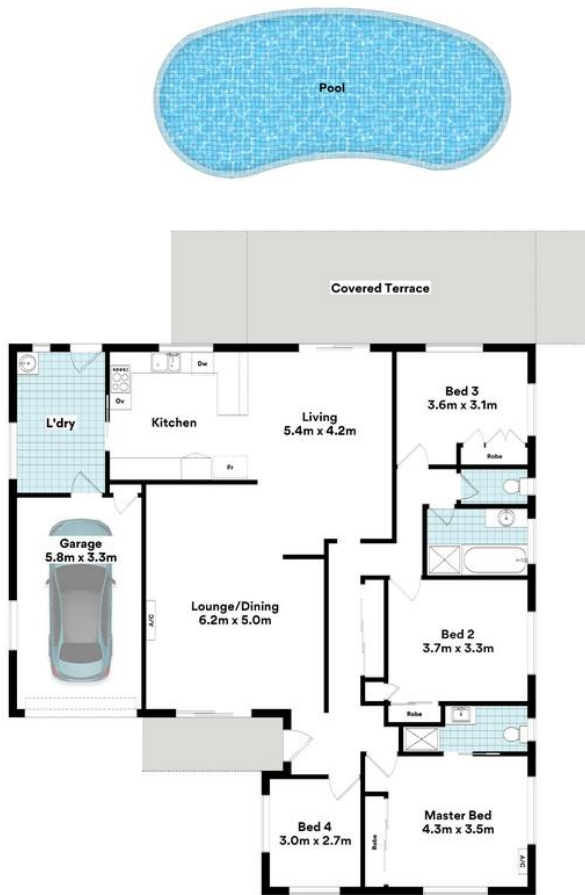 Pool
Covered Terrace
Dw
Ov
L'dry
Kitchen
Fr
Living
5.4m x 4.2m
Bed 3
3.6m x 3.1m
Robe
Garage
5.8m x 3.3m
A/C
Lounge/Dining
6.2m x 5.0m
Bed 2
3.7m x 3.3m
Robe
Bed 4
3.0m x 2.7m
Robe
Master Bed
4.3m x 3.5m
A/C